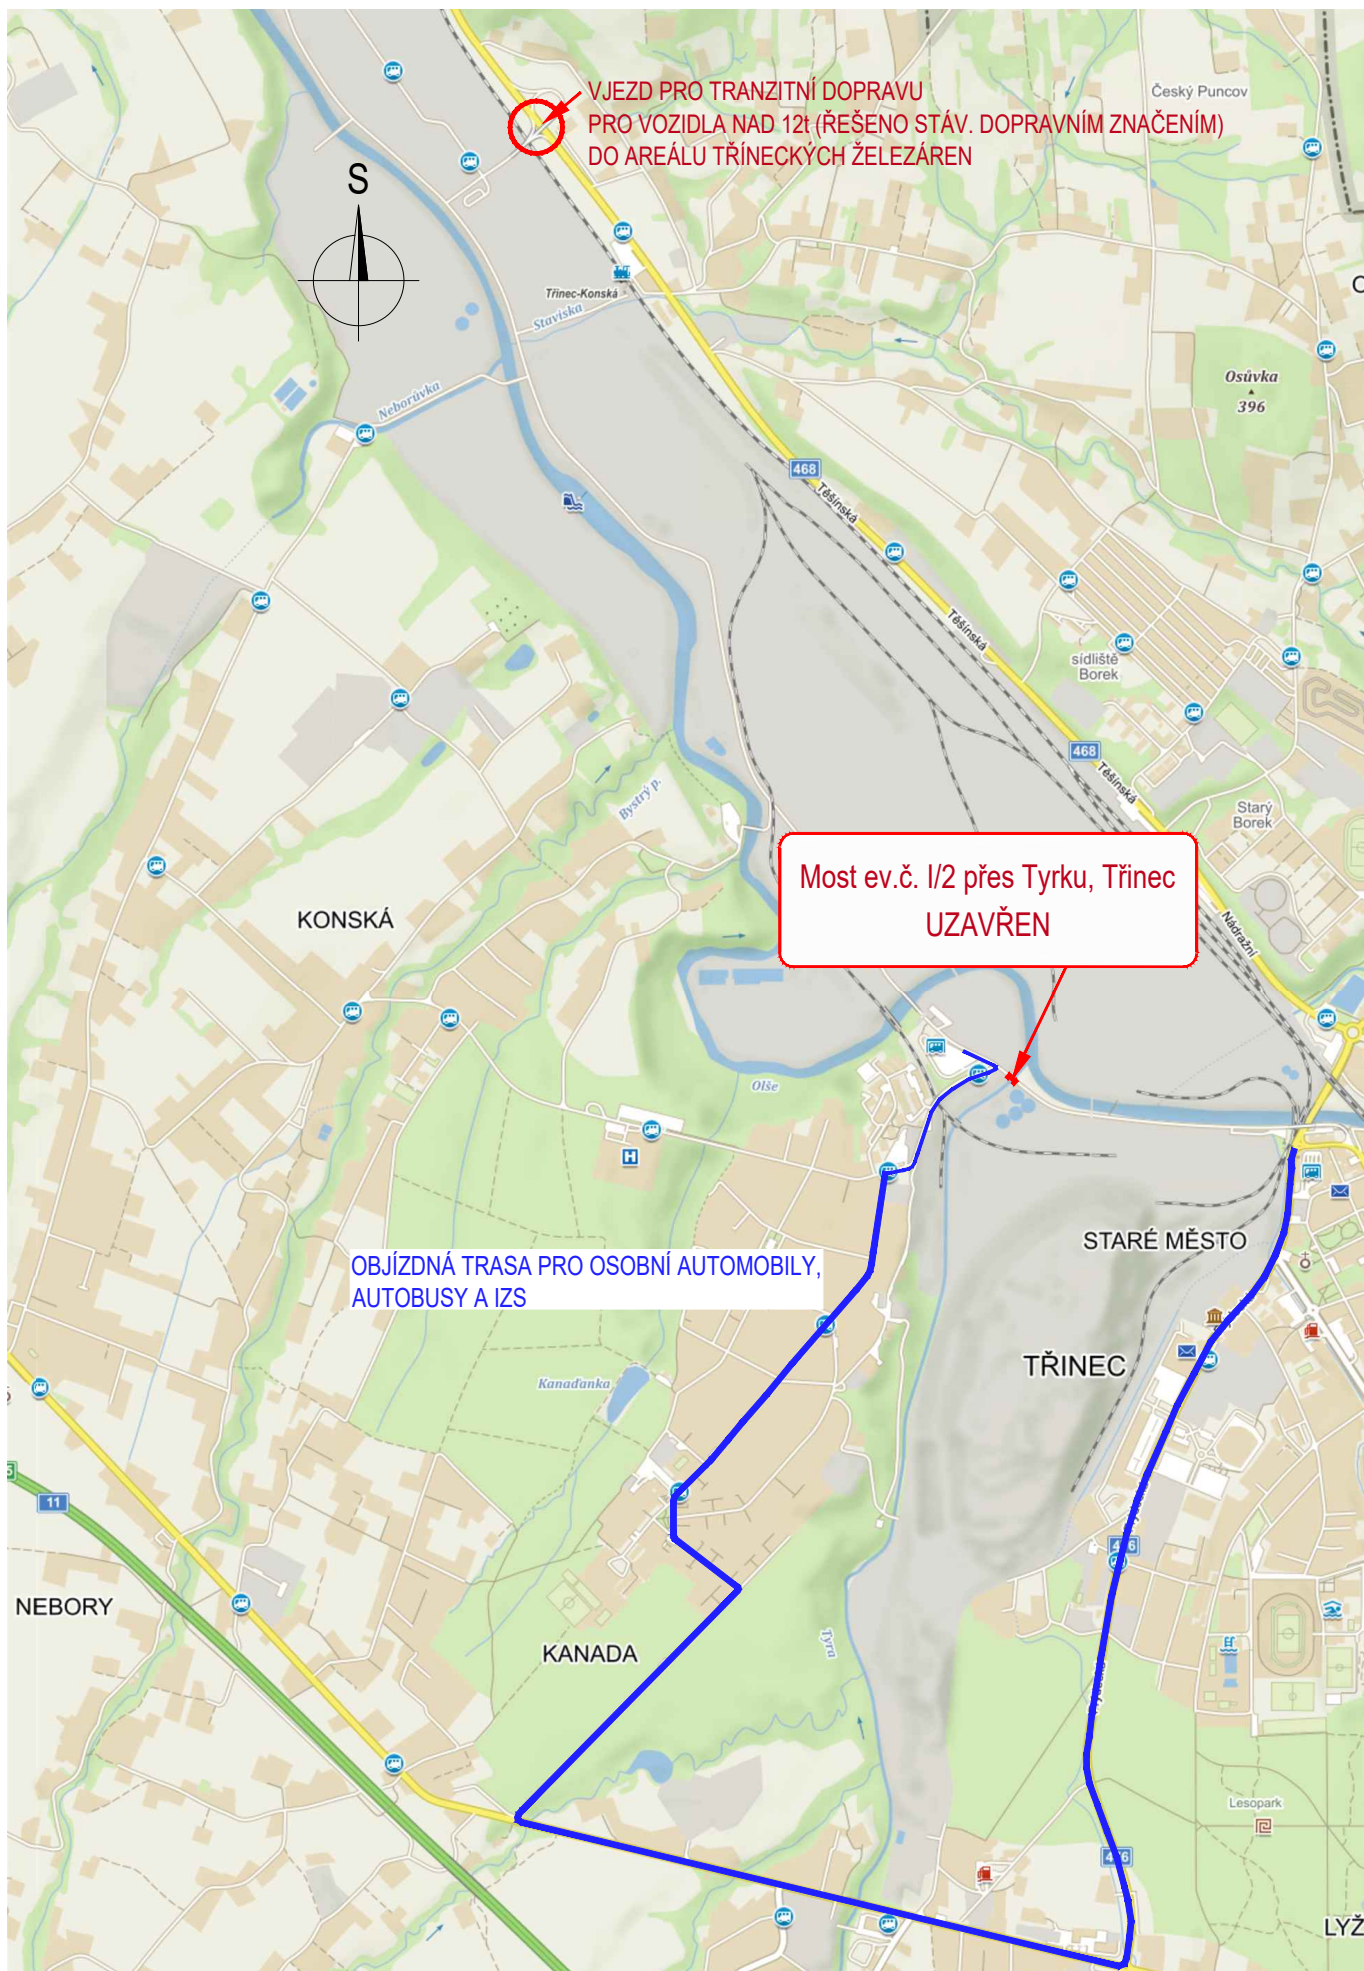 VJEZD PRO TRANZITNÍ DOPRAVU
PRO VOZIDLA NAD 12t (ŘEŠENO STÁV. DOPRAVNÍM ZNAČENÍM)
DO AREÁLU TŘÍNECKÝCH ŽELEZÁREN
Český Puncov
S
Třinec-Konská
Staviska
Neborůvka
Osůvka
396
468
Těšínská
Těšínská
sídliště
Borek
468
Těšínská
Starý
Borek
Bystrý p.
Most ev.č. I/2 přes Tyrku, Třinec
UZAVŘEN
KONSKÁ
Nádražní
Olše
H
STARÉ MĚSTO
OBJÍZDNÁ TRASA PRO OSOBNÍ AUTOMOBILY,
AUTOBUSY A IZS
TŘINEC
Kanaďanka
11
NEBORY
KANADA
Tyra
Lesopark
LYŽ